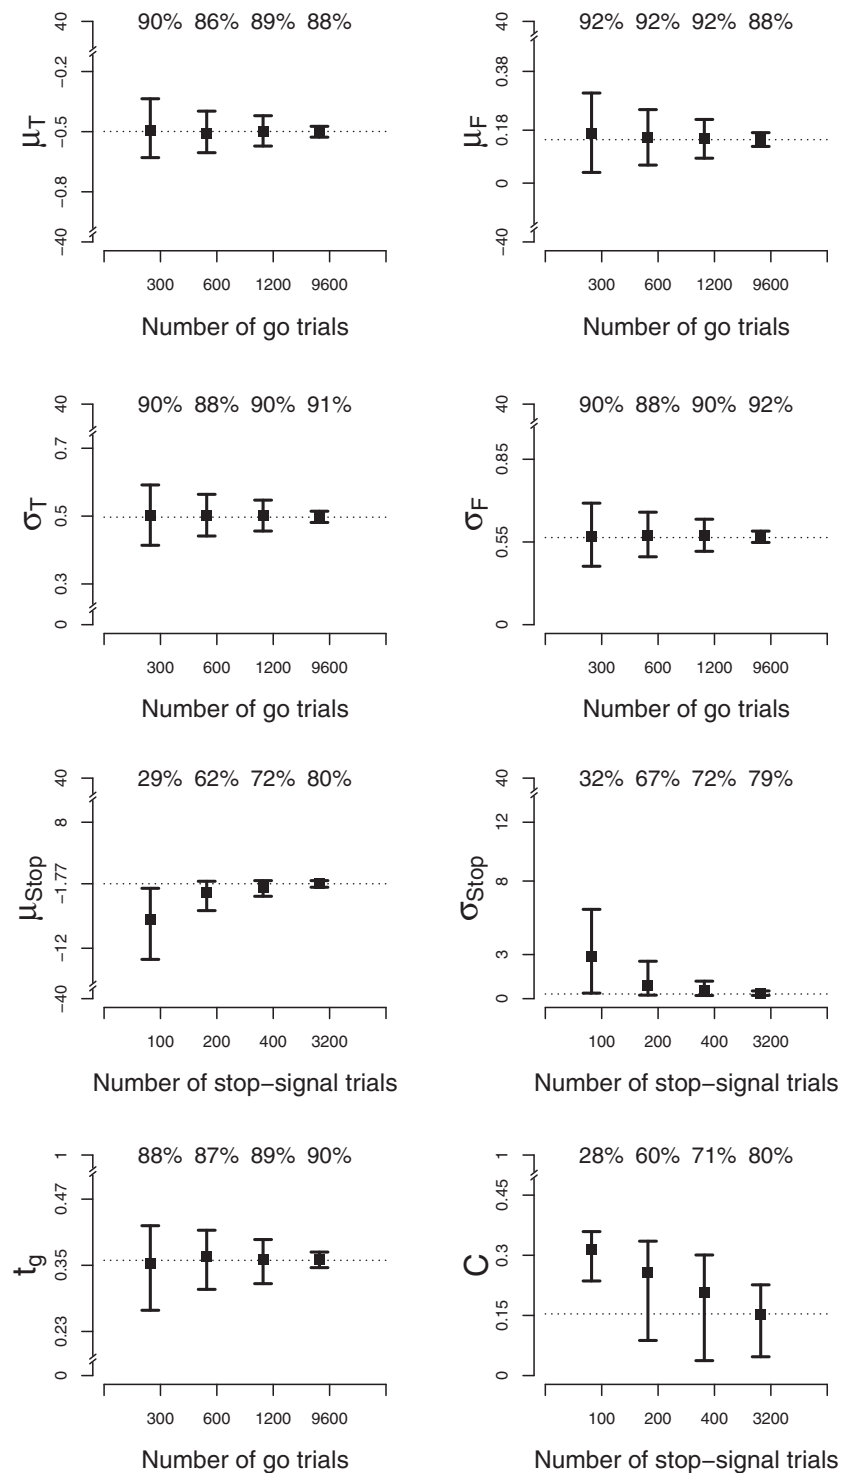 90% 86% 89% 88%
40
−0.2
−0.5
−0.8
−40
μT
300 600 1200 9600
Number of go trials
92% 92% 92% 88%
40
0.38
0.18
0
−40
μF
300 600 1200 9600
Number of go trials
90% 88% 90% 91%
40
0.7
0.5
0.3
0
σT
300 600 1200 9600
Number of go trials
90% 88% 90% 92%
40
0.85
0.55
0
σF
300 600 1200 9600
Number of go trials
29% 62% 72% 80%
40
8
−1.77
−12
−40
μStop
100 200 400 3200
Number of stop−signal trials
32% 67% 72% 79%
40
12
8
3
0
σStop
100 200 400 3200
Number of stop−signal trials
88% 87% 89% 90%
1
0.47
0.35
0.23
0
tg
300 600 1200 9600
Number of go trials
28% 60% 71% 80%
1
0.45
0.3
0.15
0
C
100 200 400 3200
Number of stop−signal trials